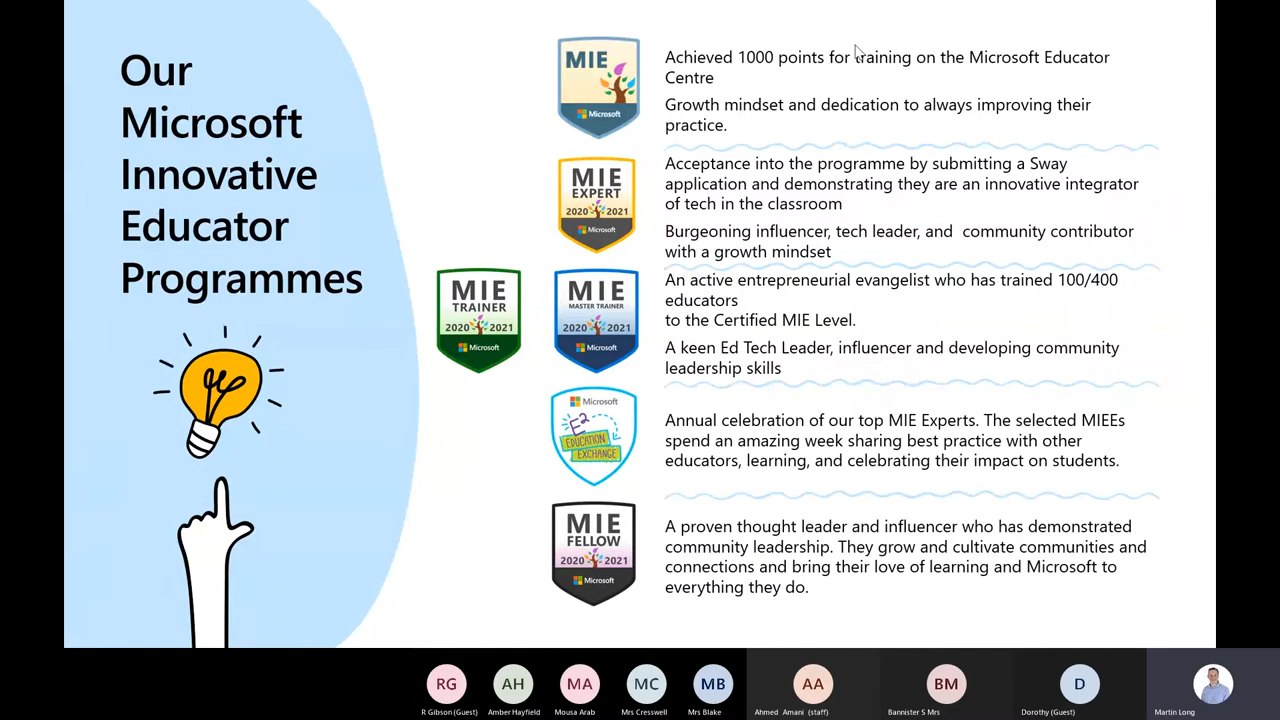 Our
Microsoft
Innovative
Educator
Programmes
MIE
Microsoft
Achieved 1000 points for training on the Microsoft Educator
Centre
Growth mindset and dedication to always improving their
practice.
MIE
EXPERT
2020 2021
Microsoft
Acceptance into the programme by submitting a Sway
application and demonstrating they are an innovative integrator
of tech in the classroom
Burgeoning influencer, tech leader, and  community contributor
with a growth mindset
MIE
TRAINER
2020 2021
Microsoft
MIE
MASTER TRAINER
2020 2021
Microsoft
An active entrepreneurial evangelist who has trained 100/400
educators
to the Certified MIE Level.
A keen Ed Tech Leader, influencer and developing community
leadership skills
Microsoft
E²
EDUCATION
EXCHANGE
Annual celebration of our top MIE Experts. The selected MIEEs
spend an amazing week sharing best practice with other
educators, learning, and celebrating their impact on students.
MIE
FELLOW
2020 2021
Microsoft
A proven thought leader and influencer who has demonstrated
community leadership. They grow and cultivate communities and
connections and bring their love of learning and Microsoft to
everything they do.
RG AH MA MC MB AA BM D
R Gibson (Guest) Amber Hayfield Mousa Arab Mrs Cresswell Mrs Blake Ahmed Amani (staff) Bannister S Mrs Dorothy (Guest) Martin Long